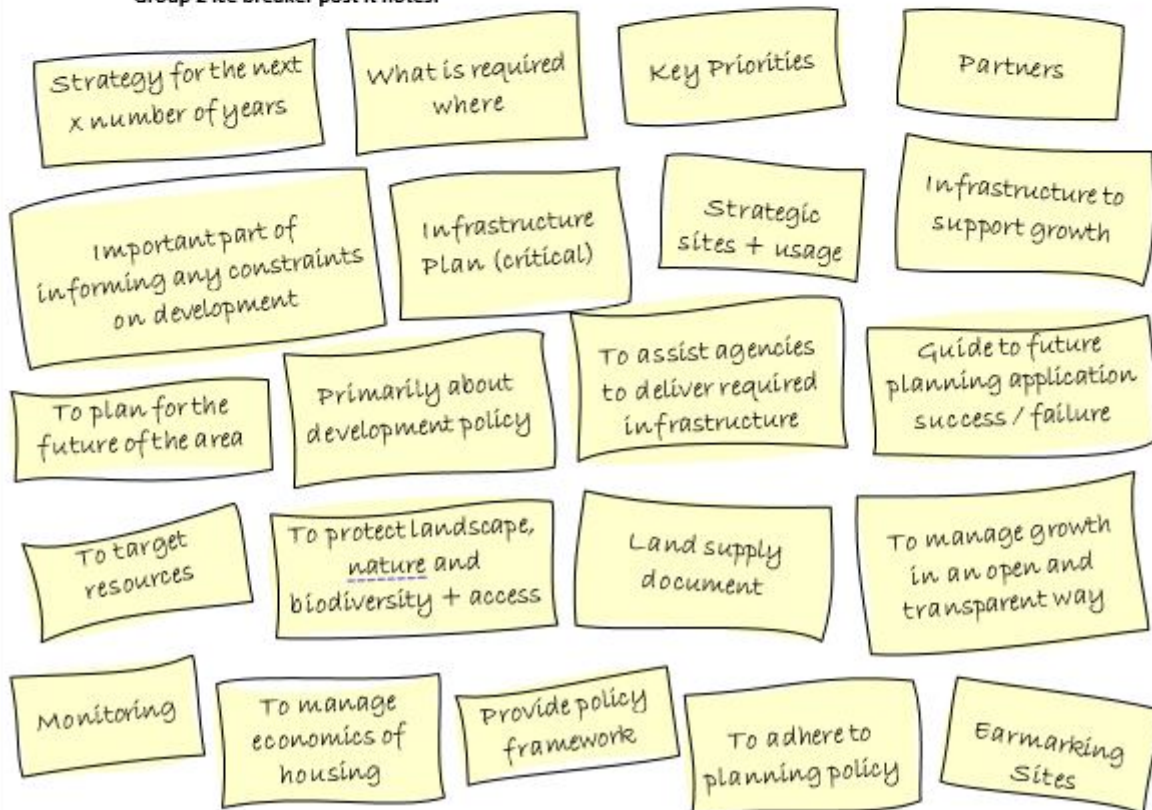 Group 2 ice breaker post it notes:
Strategy for the next
x number of years
What is required
where
Key Priorities
Partners
Important part of
informing any constraints
on development
Infrastructure
Plan (critical)
Strategic
sites + usage
Infrastructure to
support growth
To plan for the
future of the area
Primarily about
development policy
To assist agencies
to deliver required
infrastructure
Guide to future
planning application
success / failure
To target
resources
To protect landscape,
nature and
biodiversity + access
Land supply
document
To manage growth
in an open and
transparent way
Monitoring
To manage
economics of
housing
Provide policy
framework
To adhere to
planning policy
Earmarking
Sites